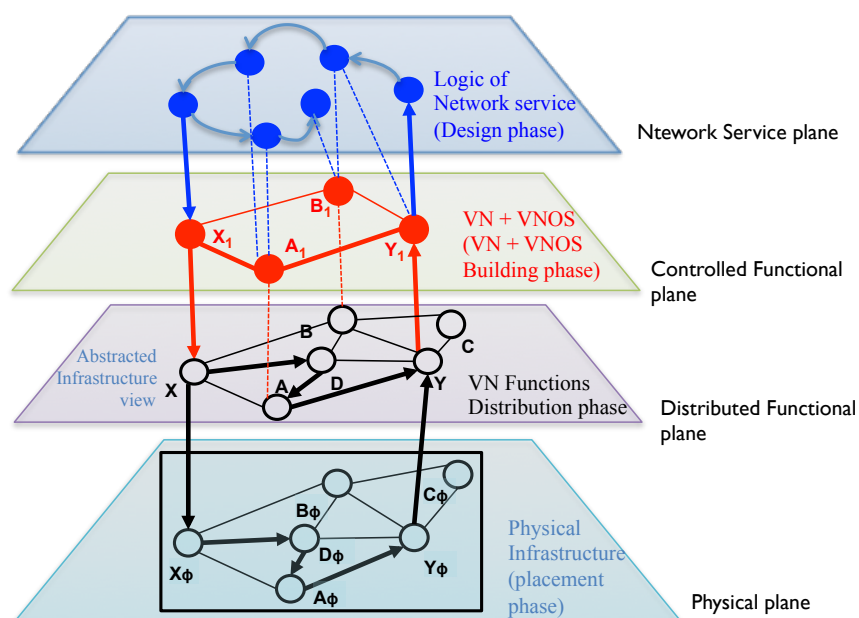 Logic of
Network service
(Design phase)
Ntework Service plane
B1
X1
A1
Y1
VN + VNOS
(VN + VNOS
Building phase)
Controlled Functional
plane
Abstracted
Infrastructure
view
B
C
X
A
D
Y
VN Functions
Distribution phase
Distributed Functional
plane
Cϕ
Bϕ
Dϕ
Xϕ
Yϕ
Aϕ
Physical
Infrastructure
(placement
phase)
Physical plane